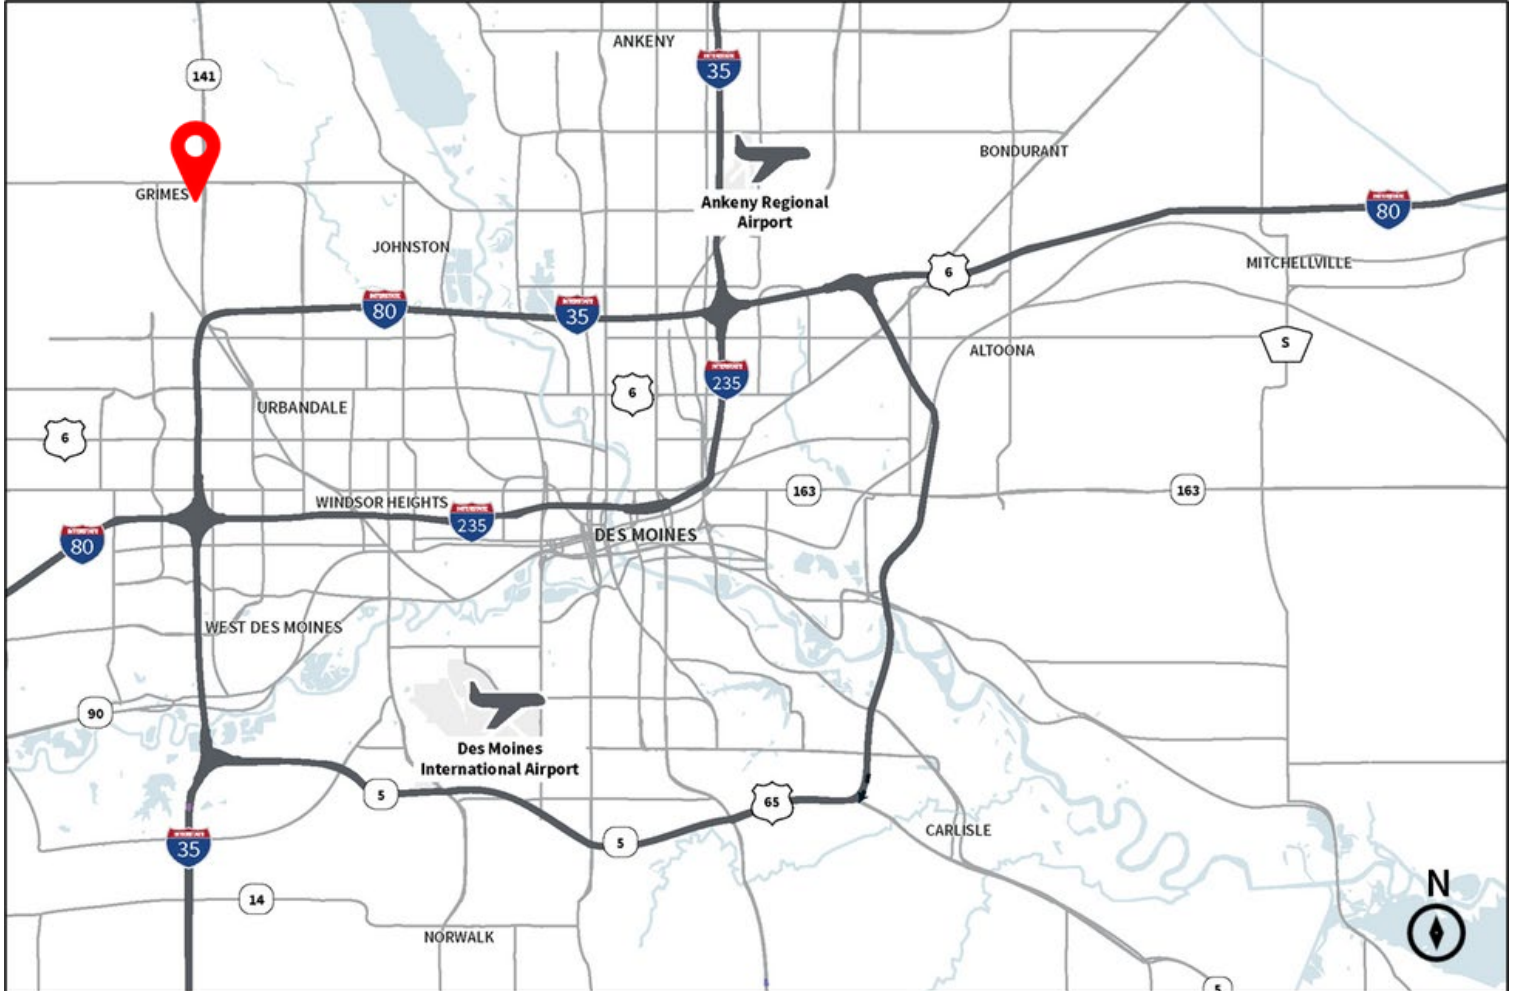 ANKENY
35
141
BONDURANT
GRIMES
Ankeny Regional
Airport
80
JOHNSTON
6
MITCHELLVILLE
80
35
S
ALTOONA
235
6
URBANDALE
6
163
163
WINDSOR HEIGHTS
235
DES MOINES
80
WEST DES MOINES
90
Des Moines
International Airport
5
65
CARLISLE
5
35
N
14
NORWALK
5